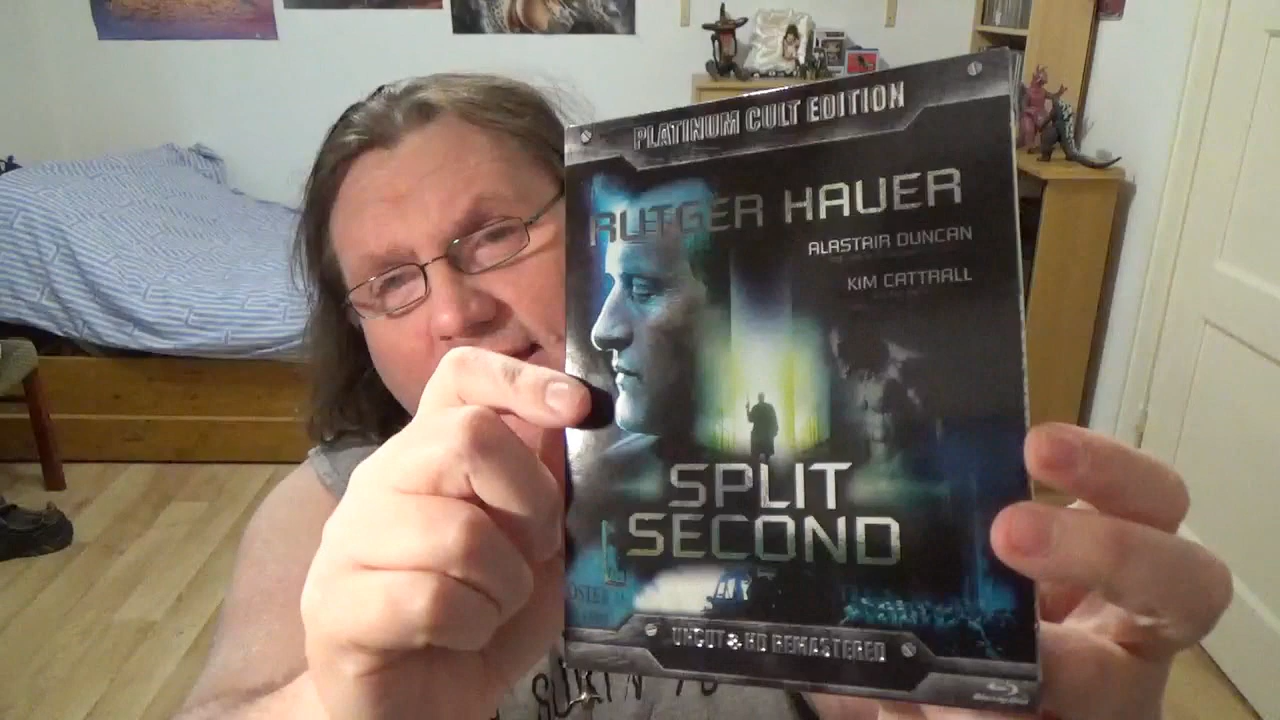 PLATINUM CULT EDITION
RUTGER HAUER
ALASTAIR DUNCAN
KIM CATTRALL
SPLIT
SECOND
UNCUT & HD REMASTERED